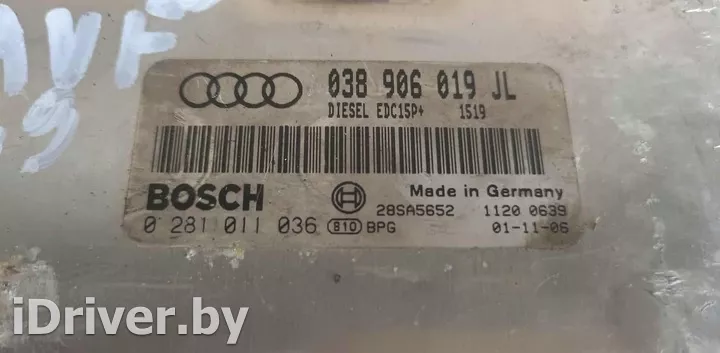 038 906 019 JL
DIESEL EDC15P+ 1519
BOSCH
Made in Germany
28SA5652 1120 0639
0 281 011 036 810 BPG 01-11-06
iDriver.by